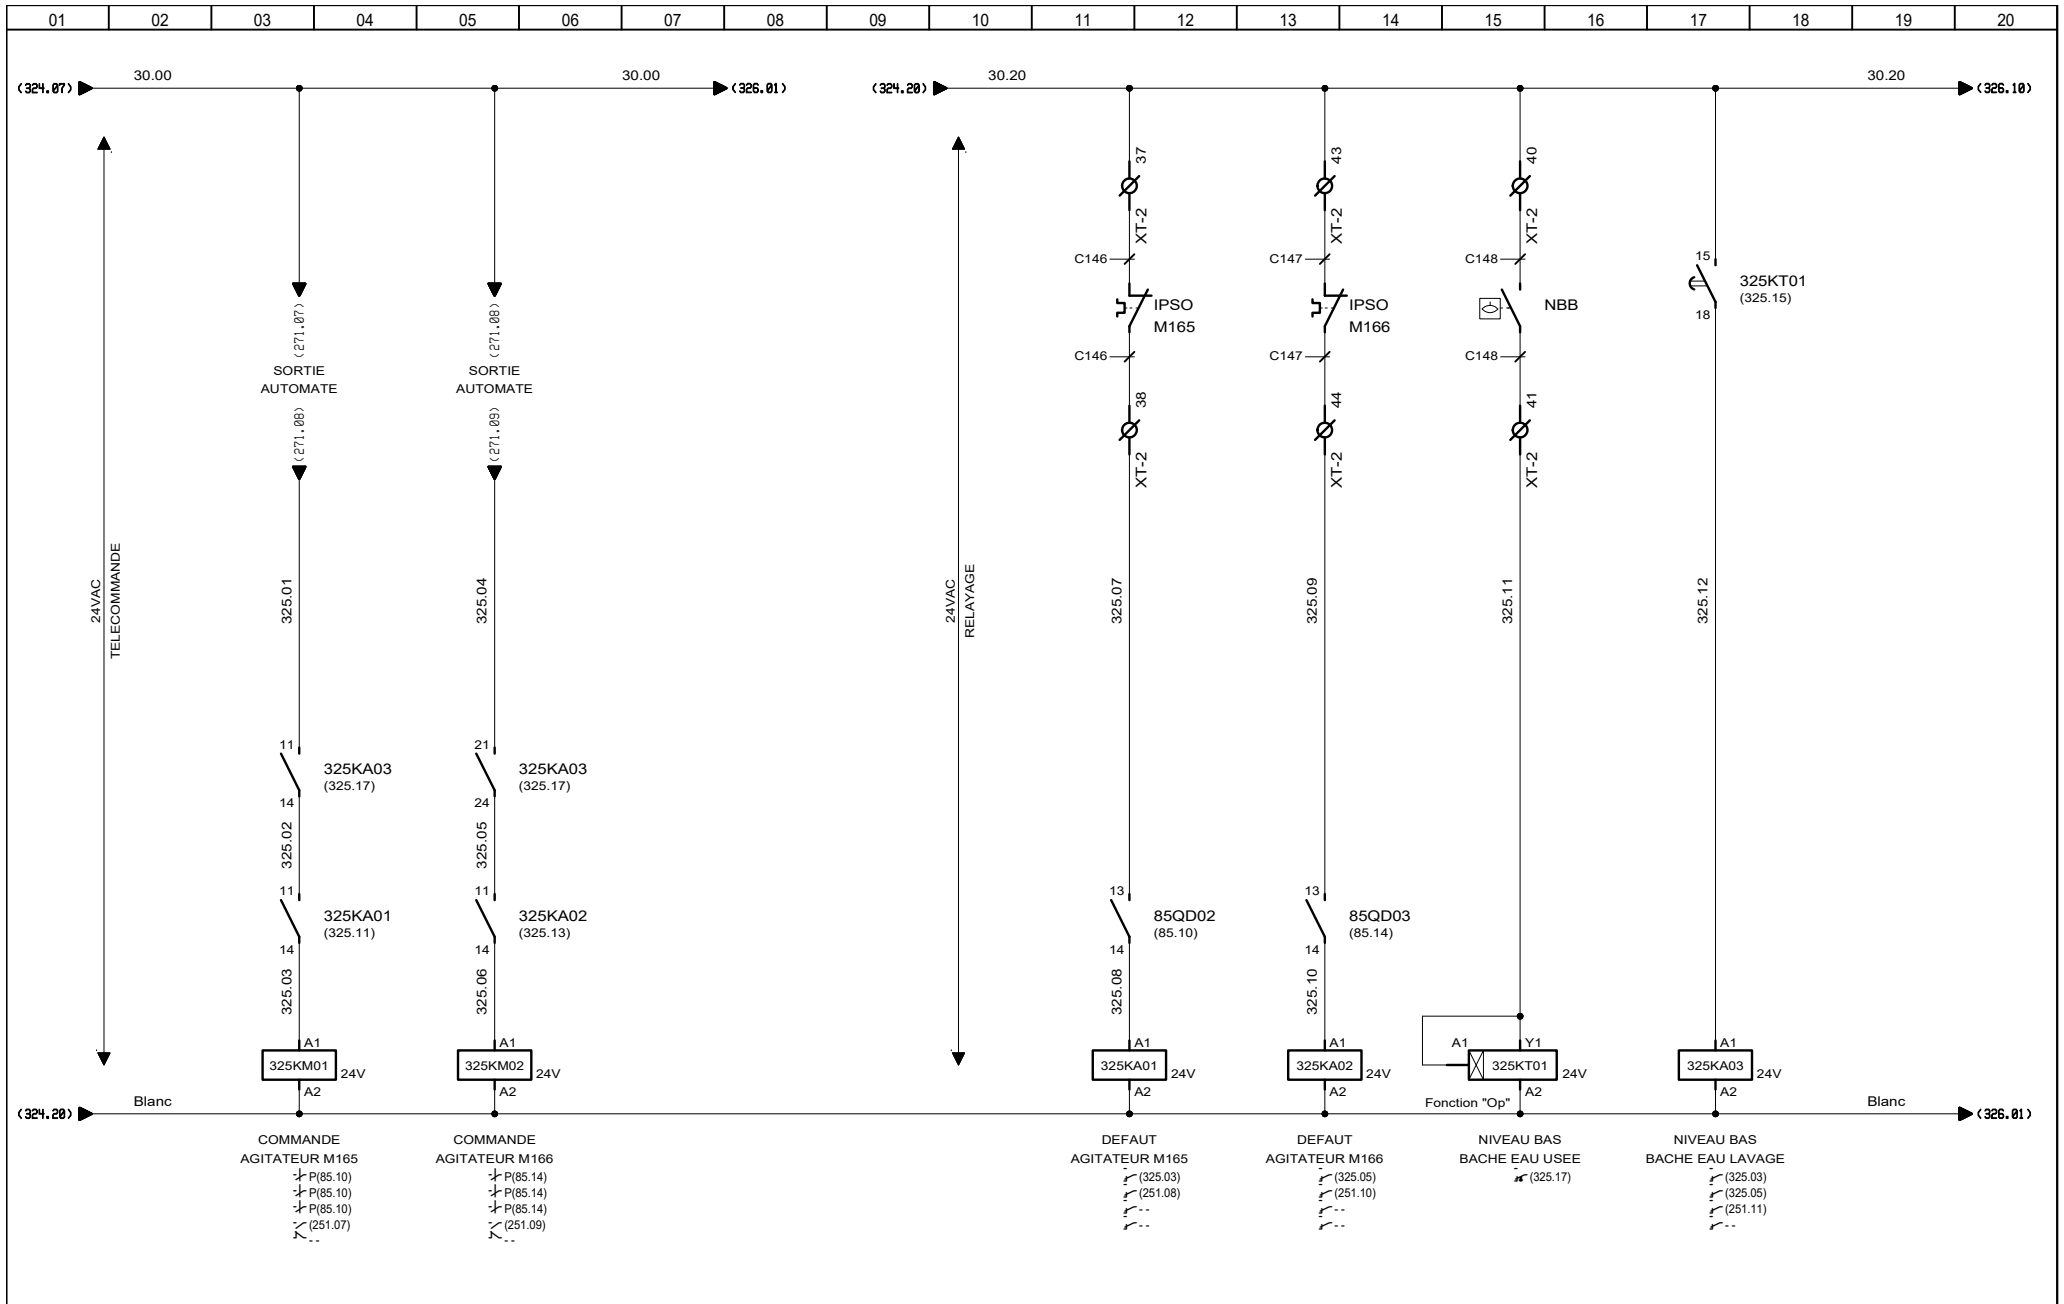 01 02 03 04 05 06 07 08 09 10 11 12 13 14 15 16 17 18 19 20
30.00 30.00 30.20 30.20
(324.07) (326.01) (324.20) (326.10)
37 43 40
XT-2 XT-2 XT-2
C146 C147 C148
15
325KT01
(325.15)
18
IPSO
M165
IPSO
M166
NBB
(271.07) (271.08)
SORTIE
AUTOMATE
SORTIE
AUTOMATE
C146 C147 C148
(271.08) (271.09)
38 44 41
XT-2 XT-2 XT-2
24VAC
TELECOMMANDE
325.01 325.04
24VAC
RELAYAGE
325.07 325.09 325.11 325.12
11
325KA03
(325.17)
14
21
325KA03
(325.17)
24
325.02 325.05
11
325KA01
(325.11)
14
11
325KA02
(325.13)
14
13
85QD02
(85.10)
14
13
85QD03
(85.14)
14
325.03 325.06 325.08 325.10
A1 A1 A1 A1 A1 Y1 A1
325KM01 24V 325KM02 24V 325KA01 24V 325KA02 24V 325KT01 24V 325KA03 24V
A2 A2 A2 A2 A2 A2
Blanc Fonction "Op" Blanc
(324.20) (326.01)
COMMANDE
AGITATEUR M165
P(85.10)
P(85.10)
P(85.10)
(251.07)
--
COMMANDE
AGITATEUR M166
P(85.14)
P(85.14)
P(85.14)
(251.09)
--
DEFAUT
AGITATEUR M165
(325.03)
(251.08)
--
--
DEFAUT
AGITATEUR M166
(325.05)
(251.10)
--
--
NIVEAU BAS
BACHE EAU USEE
(325.17)
NIVEAU BAS
BACHE EAU LAVAGE
(325.03)
(325.05)
(251.11)
--